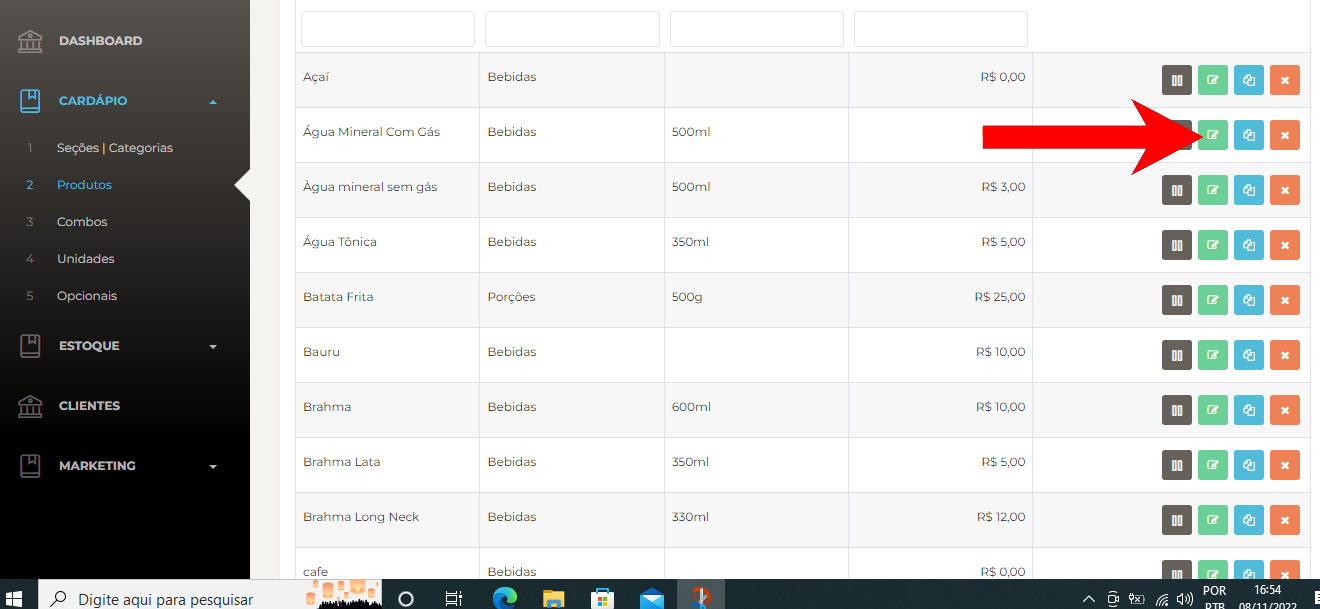 DASHBOARD
CARDÁPIO
1 Seções | Categorias
2 Produtos
3 Combos
4 Unidades
5 Opcionais
ESTOQUE
CLIENTES
MARKETING
Açaí Bebidas R$ 0,00
Água Mineral Com Gás Bebidas 500ml
Àgua mineral sem gás Bebidas 500ml R$ 3,00
Água Tônica Bebidas 350ml R$ 5,00
Batata Frita Porções 500g R$ 25,00
Bauru Bebidas R$ 10,00
Brahma Bebidas 600ml R$ 10,00
Brahma Lata Bebidas 350ml R$ 5,00
Brahma Long Neck Bebidas 330ml R$ 12,00
cafe Bebidas R$ 0,00
Digite aqui para pesquisar
POR 16:54
PTB 08/11/2022